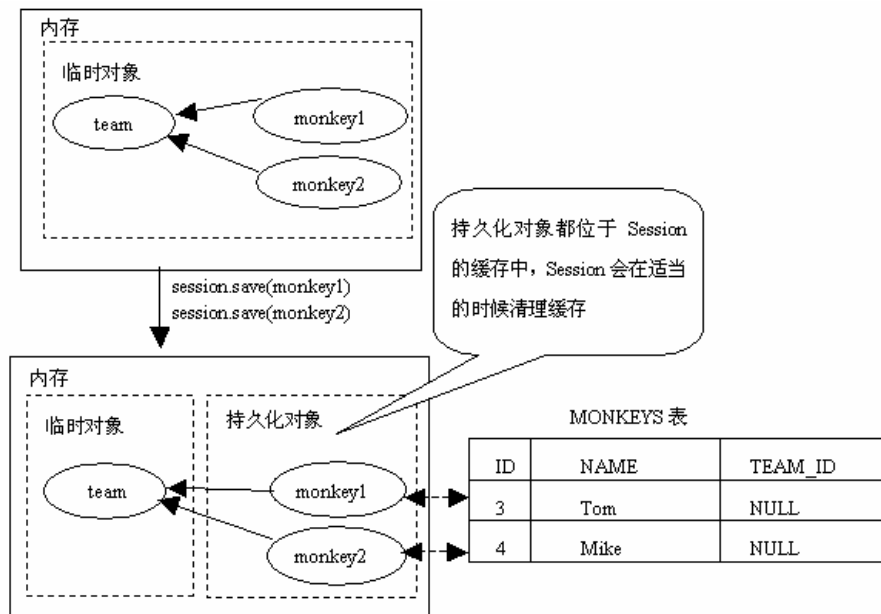 内存
临时对象
team
monkey1
monkey2
session.save(monkey1)
session.save(monkey2)
持久化对象都位于 Session
的缓存中，Session 会在适当
的时候清理缓存
内存
临时对象
持久化对象
team
monkey1
monkey2
MONKEYS 表
ID NAME TEAM_ID
3 Tom NULL
4 Mike NULL